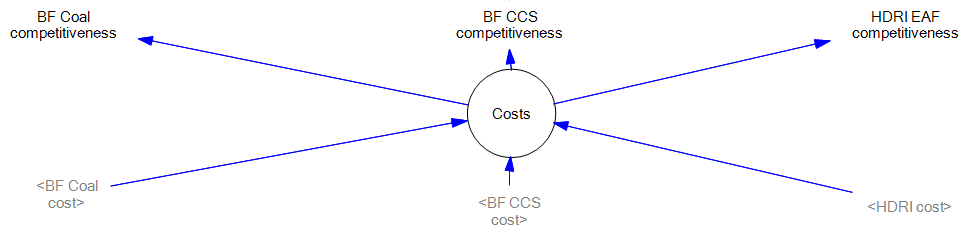 BF Coal
competitiveness
BF CCS
competitiveness
HDRI EAF
competitiveness
Costs
<BF Coal
cost>
<BF CCS
cost>
<HDRI cost>